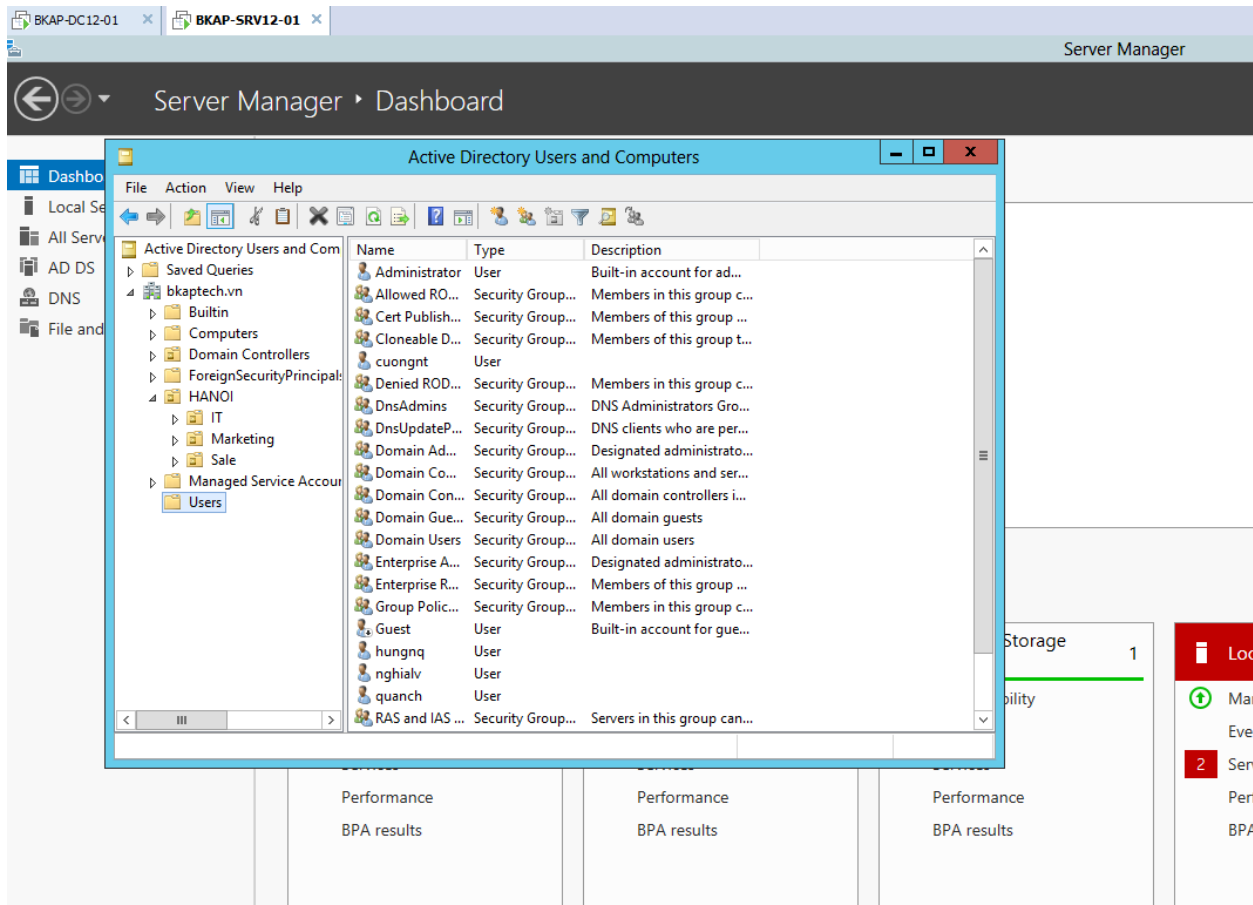 BKAP-DC12-01 × BKAP-SRV12-01 ×
Server Manager
Server Manager ‣ Dashboard
Active Directory Users and Computers
File Action View Help
Dashbo
Local Se
All Serve
AD DS
DNS
File and
Active Directory Users and Com
Saved Queries
bkaptech.vn
Builtin
Computers
Domain Controllers
ForeignSecurityPrincipals
HANOI
IT
Marketing
Sale
Managed Service Accour
Users
Name Type Description
Administrator User Built-in account for ad...
Allowed RO... Security Group... Members in this group c...
Cert Publish... Security Group... Members of this group ...
Cloneable D... Security Group... Members of this group t...
cuongnt User
Denied ROD... Security Group... Members in this group c...
DnsAdmins Security Group... DNS Administrators Gro...
DnsUpdateP... Security Group... DNS clients who are per...
Domain Ad... Security Group... Designated administrato...
Domain Co... Security Group... All workstations and ser...
Domain Con... Security Group... All domain controllers i...
Domain Gue... Security Group... All domain guests
Domain Users Security Group... All domain users
Enterprise A... Security Group... Designated administrato...
Enterprise R... Security Group... Members of this group ...
Group Polic... Security Group... Members in this group c...
Guest User Built-in account for gue...
hungnq User
nghialv User
quanch User
RAS and IAS ... Security Group... Servers in this group can...
Storage 1
bility
Loc
Mar
Eve
2 Serv
Performance Performance Performance Perf
BPA results BPA results BPA results BPA